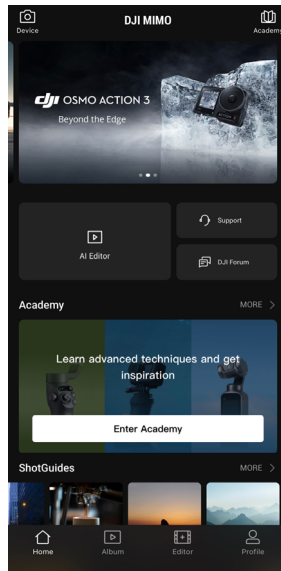 DJI MIMO
Device
Academy
dji OSMO ACTION 3
Beyond the Edge
AI Editor
Support
DJI Forum
Academy
MORE
Learn advanced techniques and get
inspiration
Enter Academy
ShotGuides
MORE
Home
Album
Editor
Profile